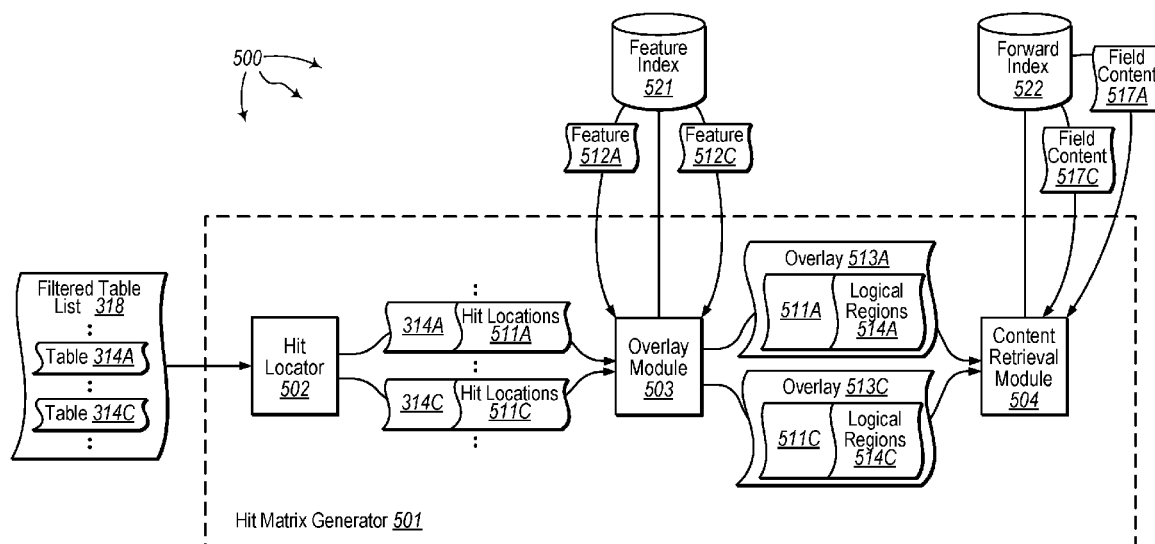 500
Feature
Index
521
Forward
Index
522
Field
Content
517A
Feature
512A
Feature
512C
Field
Content
517C
Filtered Table
List 318
Table 314A
Table 314C
Hit
Locator
502
314A
Hit Locations
511A
314C
Hit Locations
511C
Overlay
Module
503
Overlay 513A
511A
Logical
Regions
514A
Overlay 513C
511C
Logical
Regions
514C
Content
Retrieval
Module
504
Hit Matrix Generator 501